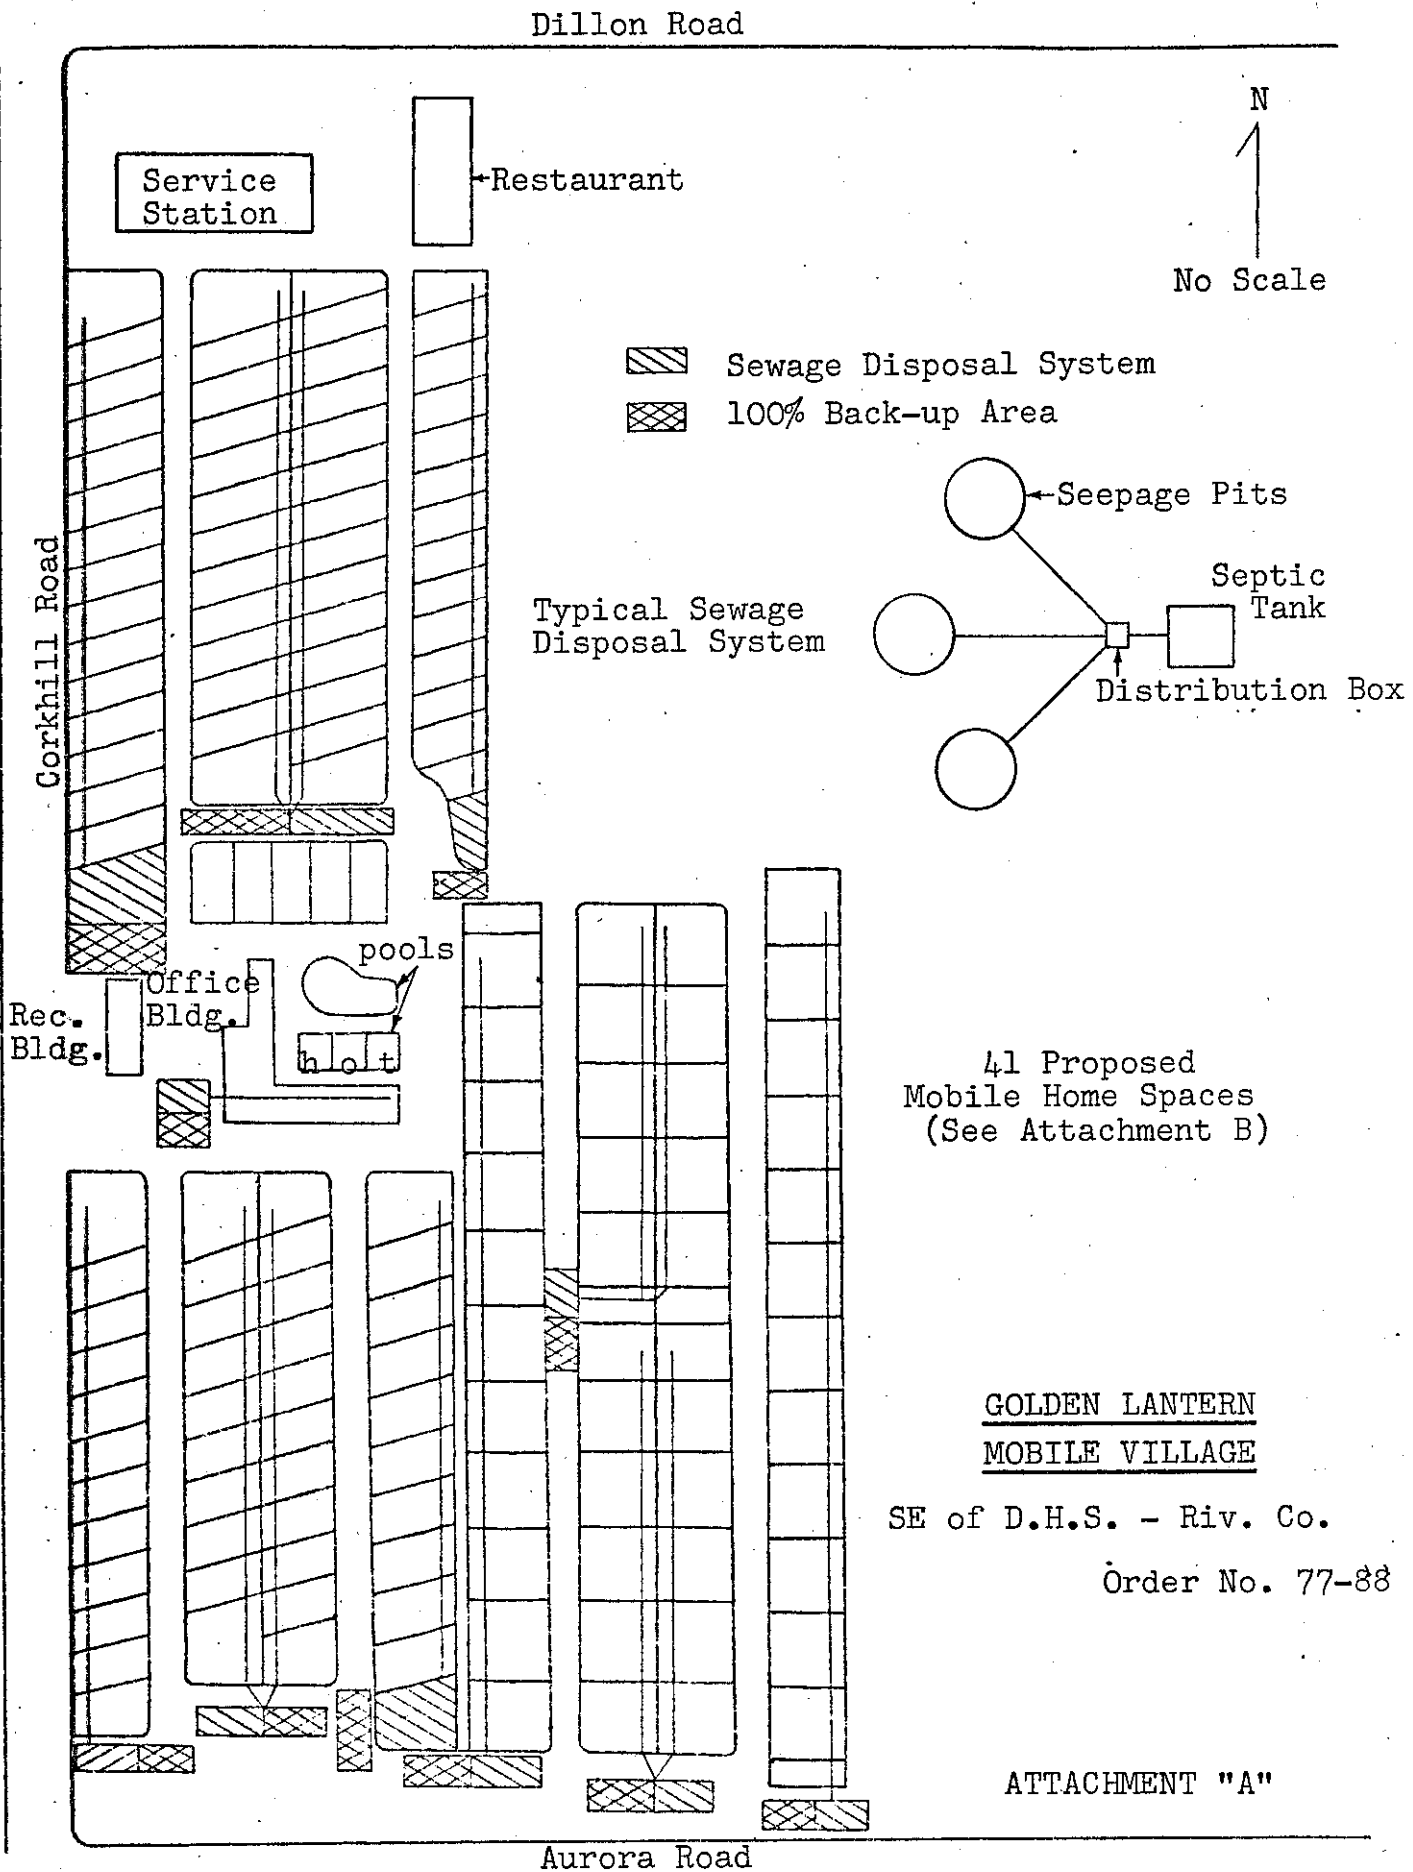 Dillon Road
N
Service
Station
Restaurant
No Scale
Sewage Disposal System
100% Back-up Area
Seepage Pits
Septic
Tank
Typical Sewage
Disposal System
Distribution Box
Corkhill Road
pools
Office
Bldg.
Rec.
Bldg.
hot
41 Proposed
Mobile Home Spaces
(See Attachment B)
GOLDEN LANTERN
MOBILE VILLAGE
SE of D.H.S. - Riv. Co.
Order No. 77-88
ATTACHMENT "A"
Aurora Road